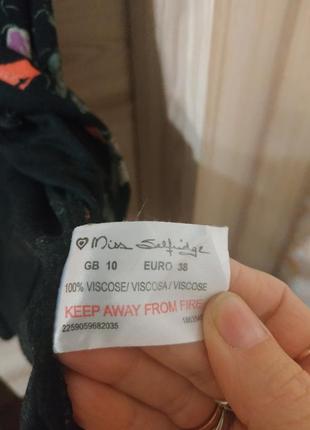 Miss Selfridge
GB 10 EURO 38
100% VISCOSE/ VISCOSA / VISCOSE
KEEP AWAY FROM FIRE
2259059682035